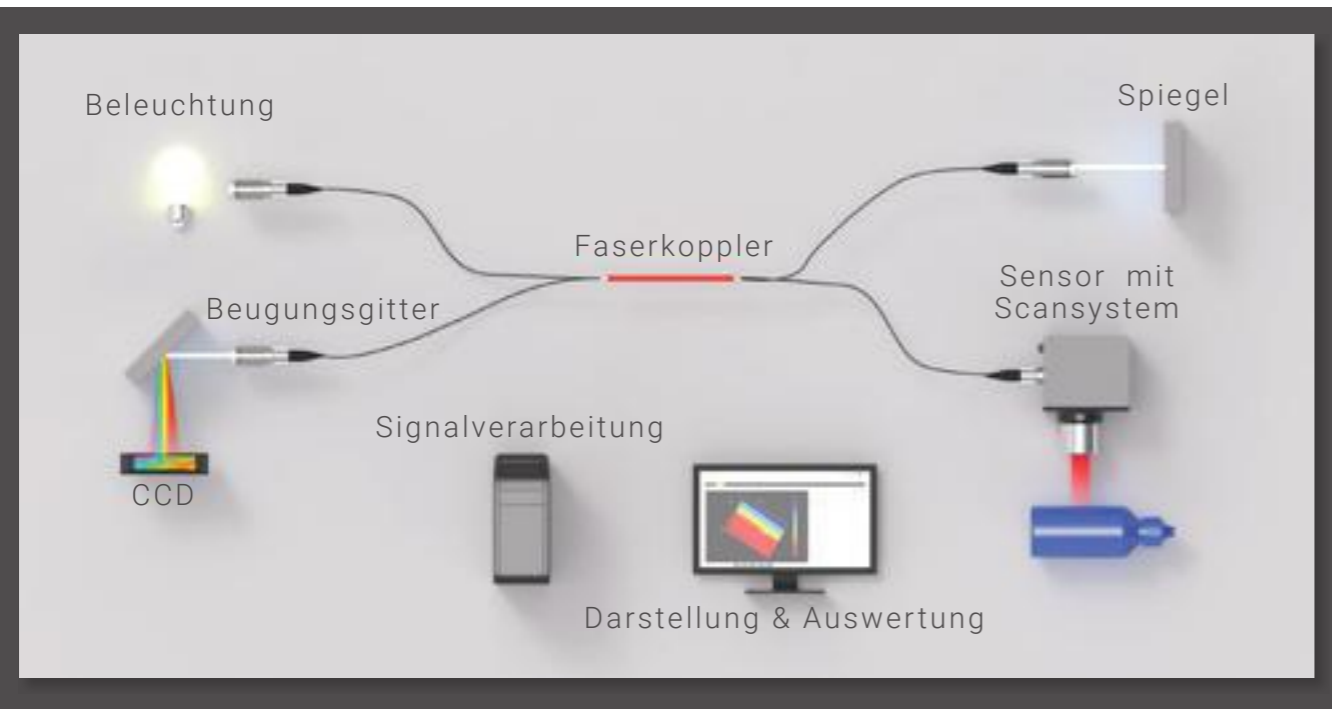 Beleuchtung
Spiegel
Faserkoppler
Sensor mit
Scansystem
Beugungsgitter
Signalverarbeitung
CCD
Darstellung & Auswertung